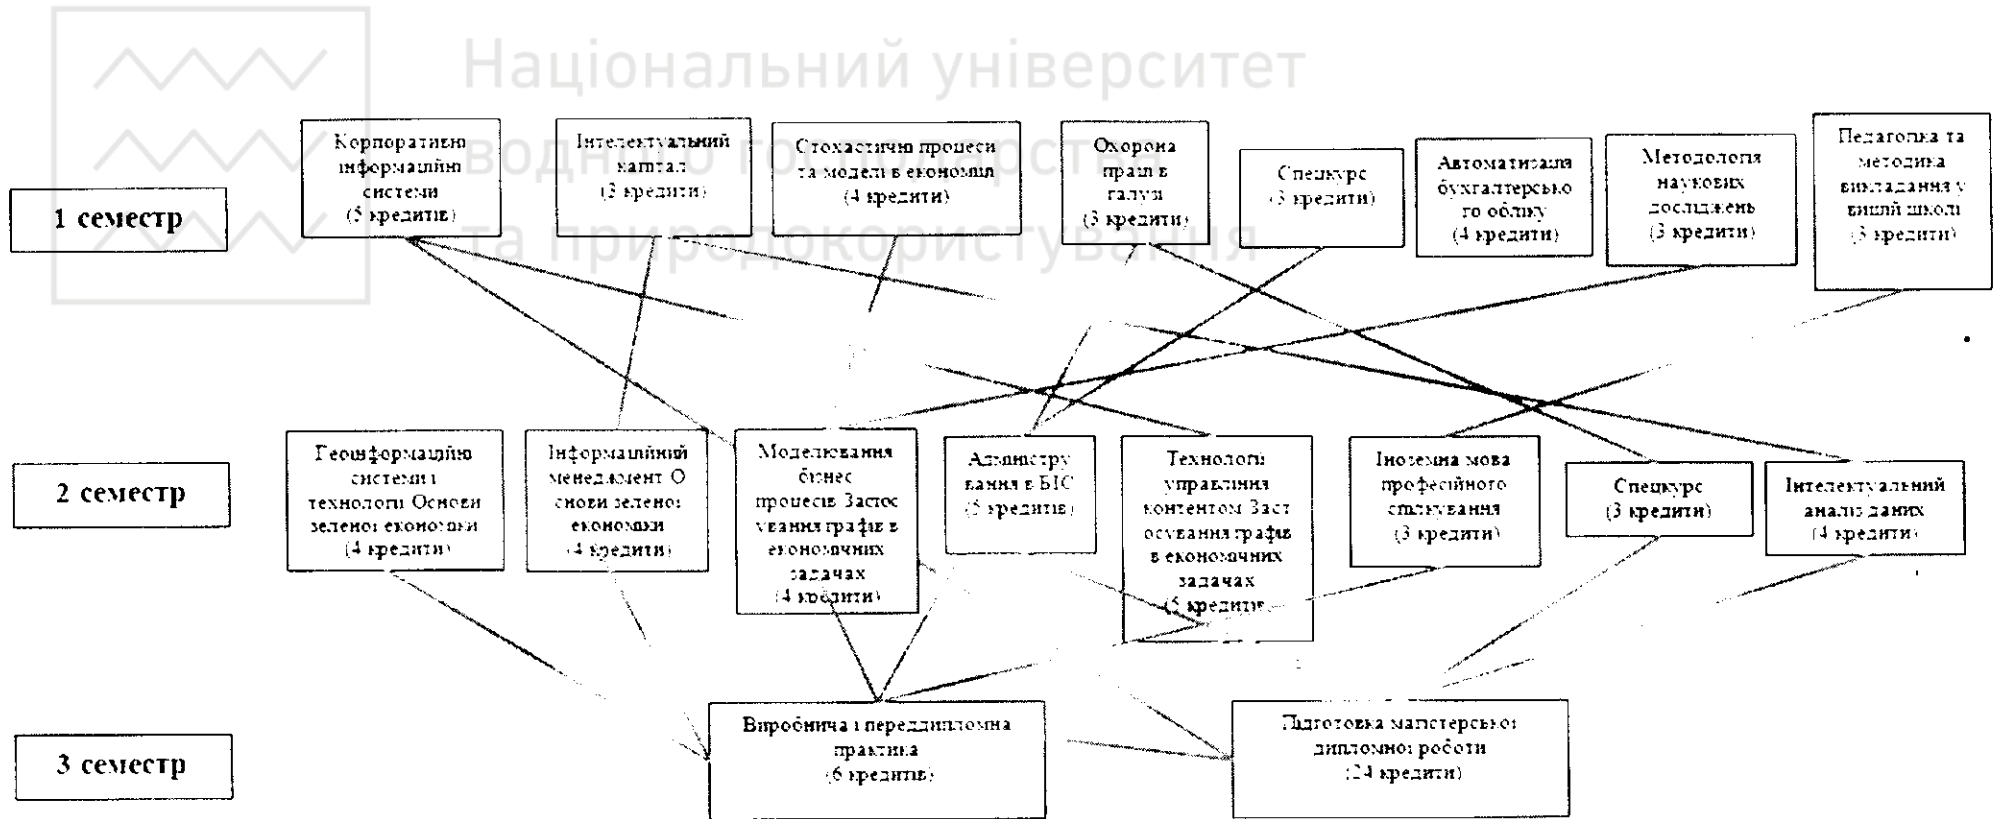 Національний університет
водного господарства
та природокористування
1 семестр
Корпоративні
інформаційні
системи
(5 кредитів)
Інтелектуальний
капітал
(3 кредити)
Стохастичні процеси
та моделі в економіці
(4 кредити)
Охорона
праці в
галузі
(3 кредити)
Спецкурс
(3 кредити)
Автоматизація
бухгалтерсько
го обліку
(4 кредити)
Методологія
наукових
досліджень
(3 кредити)
Педагогіка та
методика
викладання у
вищій школі
(3 кредити)
2 семестр
Геоінформаційні
системи і
технології Основи
зеленої економіки
(4 кредити)
Інформаційний
менеджмент О
снови зеленої
економіки
(4 кредити)
Моделювання
бізнес
процесів Застос
ування графів в
економічних
задачах
(4 кредити)
Адміністру
вання в БІС
(5 кредитів)
Технології
управління
контентом Заст
осування графів
в економічних
задачах
(5 кредитів)
Іноземна мова
професійного
спілкування
(3 кредити)
Спецкурс
(3 кредити)
Інтелектуальний
аналіз даних
(4 кредити)
3 семестр
Виробнича і переддипломна
практика
(6 кредитів)
Підготовка магістерської
дипломної роботи
(24 кредити)